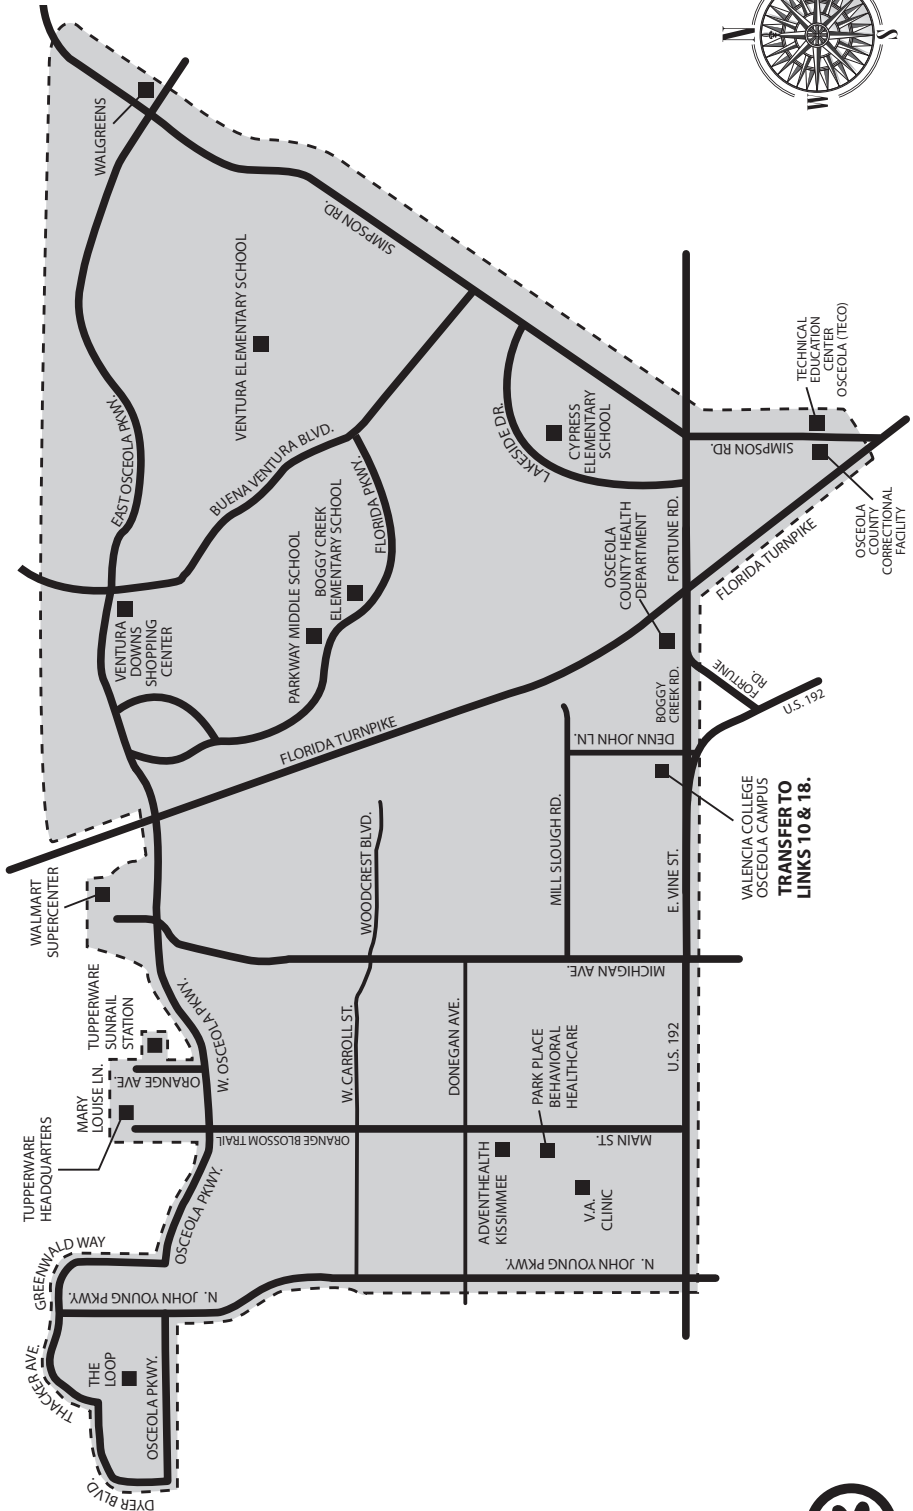 N
S
W
WALGREENS
SIMPSON RD.
VENTURA ELEMENTARY SCHOOL
EAST OSCEOLA PKWY.
BUENA VENTURA BLVD.
LAKESIDE DR.
CYPRESS
ELEMENTARY
SCHOOL
TECHNICAL
EDUCATION
CENTER
OSCEOLA (TECO)
SIMPSON RD.
OSCEOLA
COUNTY
CORRECTIONAL
FACILITY
FLORIDA PKWY.
BOGGY CREEK
ELEMENTARY SCHOOL
PARKWAY MIDDLE SCHOOL
VENTURA
DOWNS
SHOPPING
CENTER
OSCEOLA
COUNTY HEALTH
DEPARTMENT
FORTUNE RD.
FLORIDA TURNPIKE
FLORIDA TURNPIKE
BOGGY
CREEK RD.
FORTUNE
RD.
U.S. 192
DENN JOHN LN.
MILL SLOUGH RD.
WOODCREST BLVD.
E. VINE ST.
VALENCIA COLLEGE
OSCEOLA CAMPUS
TRANSFER TO
LINKS 10 & 18.
WALMART
SUPERCENTER
MICHIGAN AVE.
TUPPERWARE
SUNRAIL
STATION
W. OSCEOLA PKWY.
ORANGE AVE.
MARY
LOUISE LN.
TUPPERWARE
HEADQUARTERS
W. CARROLL ST.
DONEGAN AVE.
PARK PLACE
BEHAVIORAL
HEALTHCARE
U.S. 192
ORANGE BLOSSOM TRAIL
MAIN ST.
ADVENTHEALTH
KISSIMMEE
V.A.
CLINIC
OSCEOLA PKWY.
GREENWALD WAY
N. JOHN YOUNG PKWY.
N. JOHN YOUNG PKWY.
THACKER AVE.
THE
LOOP
OSCEOLA PKWY.
DYER BLVD.